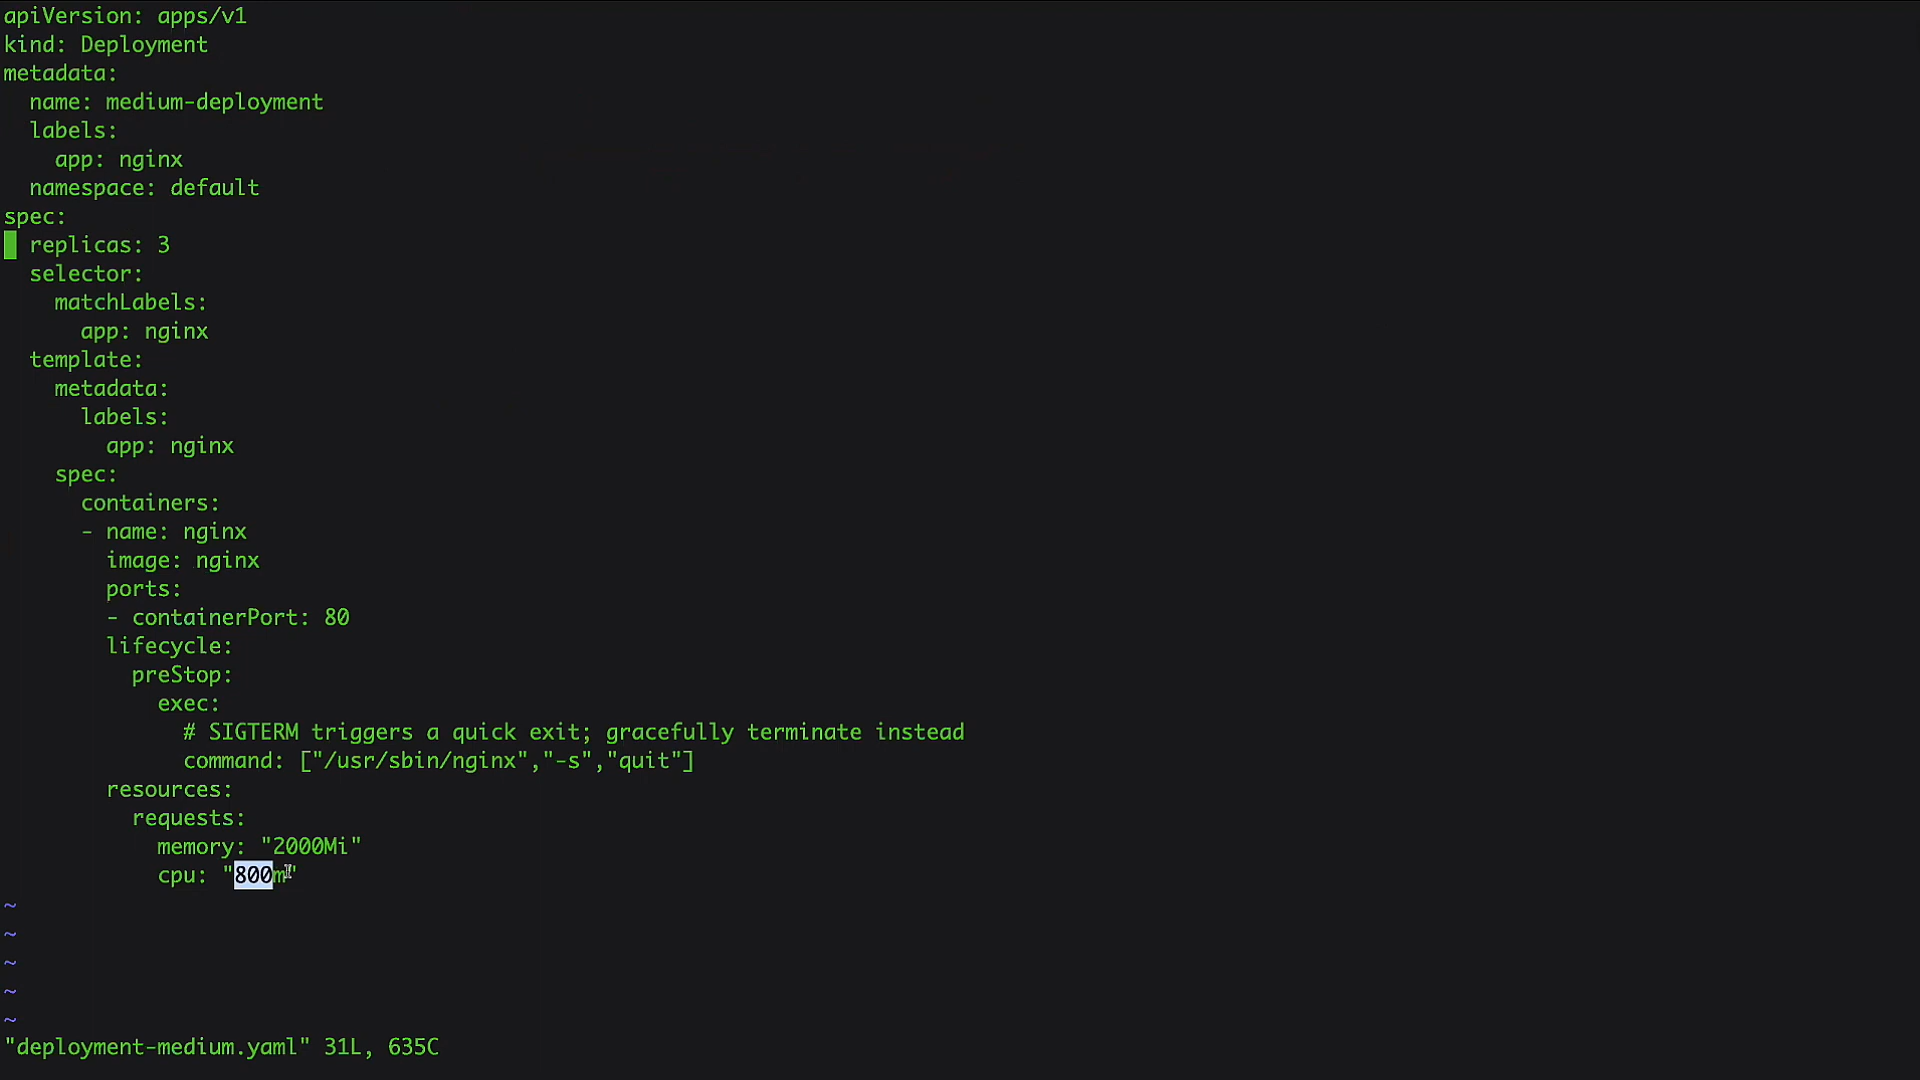 apiVersion: apps/v1
kind: Deployment
metadata:
  name: medium-deployment
  labels:
    app: nginx
  namespace: default
spec:
  replicas: 3
  selector:
    matchLabels:
      app: nginx
  template:
    metadata:
      labels:
        app: nginx
    spec:
      containers:
      - name: nginx
        image: nginx
        ports:
        - containerPort: 80
        lifecycle:
          preStop:
            exec:
              # SIGTERM triggers a quick exit; gracefully terminate instead
              command: ["/usr/sbin/nginx","-s","quit"]
        resources:
          requests:
            memory: "2000Mi"
            cpu: "800m"
~
~
~
~
~
"deployment-medium.yaml" 31L, 635C